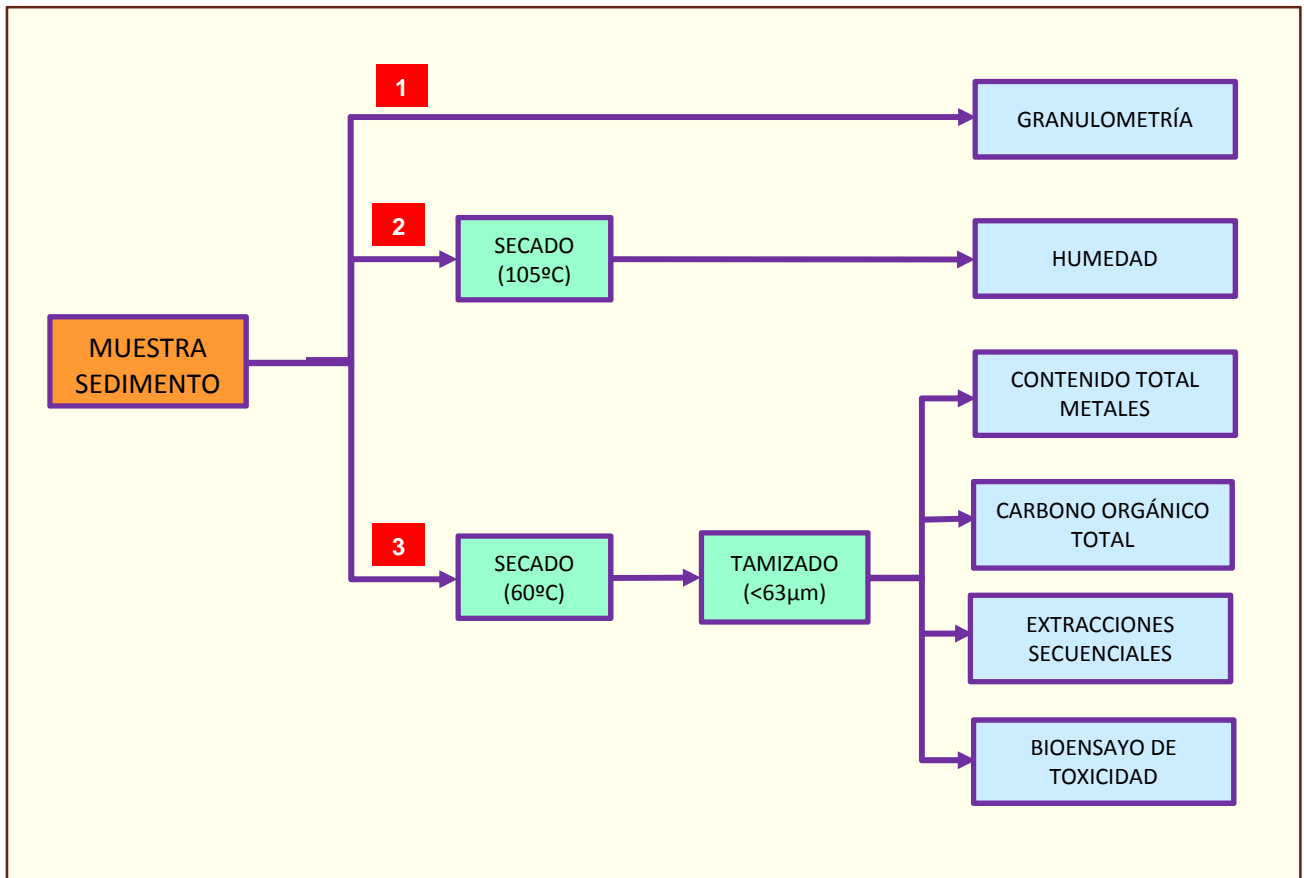 1
GRANULOMETRÍA
2
SECADO
(105ºC)
HUMEDAD
MUESTRA
SEDIMENTO
CONTENIDO TOTAL
METALES
CARBONO ORGÁNICO
TOTAL
3
SECADO
(60ºC)
TAMIZADO
(<63µm)
EXTRACCIONES
SECUENCIALES
BIOENSAYO DE
TOXICIDAD